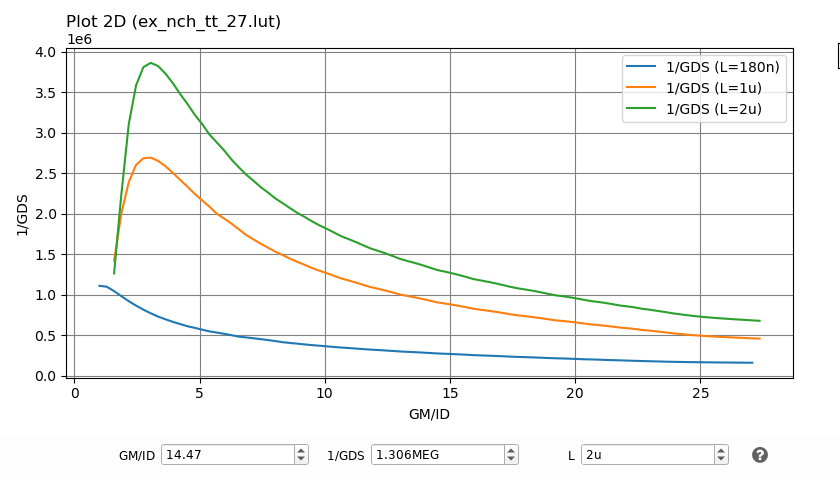 Plot 2D (ex_nch_tt_27.lut)
1e6
4.0
3.5
3.0
2.5
2.0
1.5
1.0
0.5
0.0
1/GDS
1/GDS (L=180n)
1/GDS (L=1u)
1/GDS (L=2u)
0 5 10 15 20 25
GM/ID
GM/ID 14.47 1/GDS 1.306MEG L 2u ?